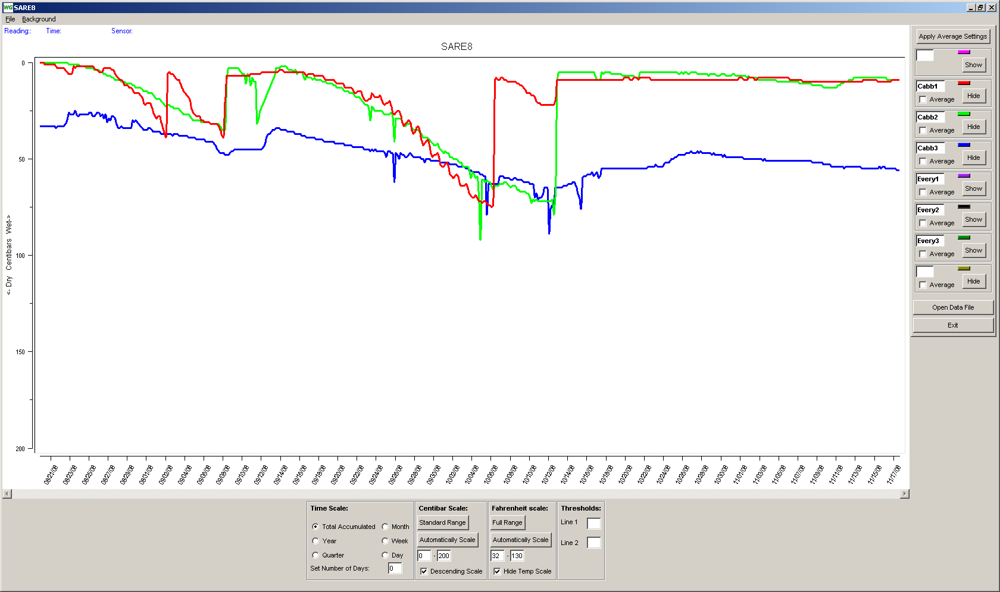 WG SARE8
File Background
Reading:: Time: Sensor:
SARE8
Apply Average Settings
Show
Cabb1
Average Hide
Cabb2
Average Hide
Cabb3
Average Hide
Every1
Average Show
Every2
Average Show
Every3
Average Show
Average Hide
Open Data File
Exit
0
50
100
150
200
<- Dry Centibars Wet->
08/21/08 08/23/08 08/25/08 08/27/08 08/29/08 08/31/08 09/02/08 09/04/08 09/06/08 09/08/08 09/10/08 09/12/08 09/14/08 09/16/08 09/18/08 09/20/08 09/22/08 09/24/08 09/26/08 09/28/08 09/30/08 10/02/08 10/04/08 10/06/08 10/08/08 10/10/08 10/12/08 10/14/08 10/16/08 10/18/08 10/20/08 10/22/08 10/24/08 10/26/08 10/28/08 10/30/08 11/01/08 11/03/08 11/05/08 11/07/08 11/09/08 11/11/08 11/13/08 11/15/08 11/17/08
Time Scale:
Total Accumulated Month
Year Week
Quarter Day
Set Number of Days: 0
Centibar Scale:
Standard Range
Automatically Scale
0 - 200
Descending Scale
Fahrenheit scale:
Full Range
Automatically Scale
32 - 130
Hide Temp Scale
Thresholds:
Line 1
Line 2